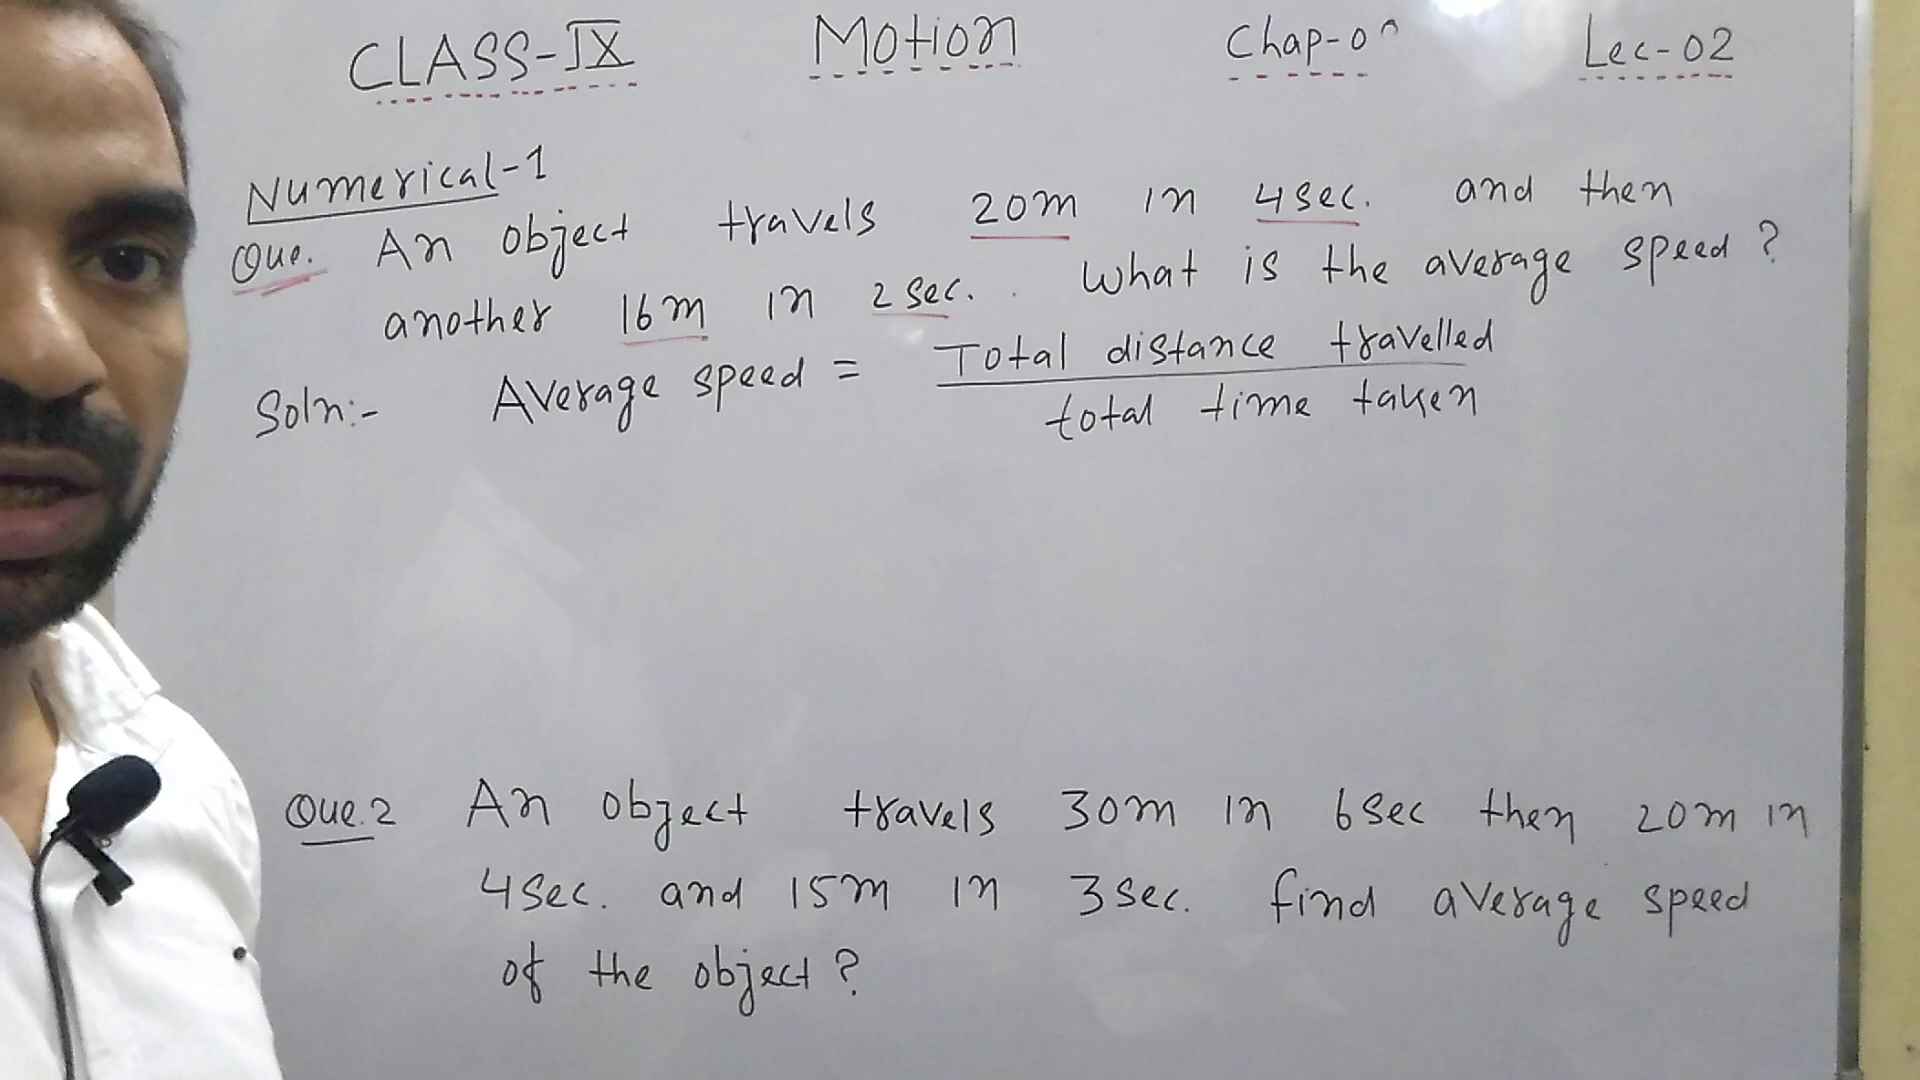 CLASS-IX Motion Chap-0 Lec-02
Numerical-1
Que. An object travels 20m in 4sec. and then
another 16m in 2sec. . What is the average speed ?
Soln:- Average speed = Total distance travelled
total time taken
Que.2 An object travels 30m in 6sec then 20m in
4sec. and 15m in 3sec. find average speed
of the object ?